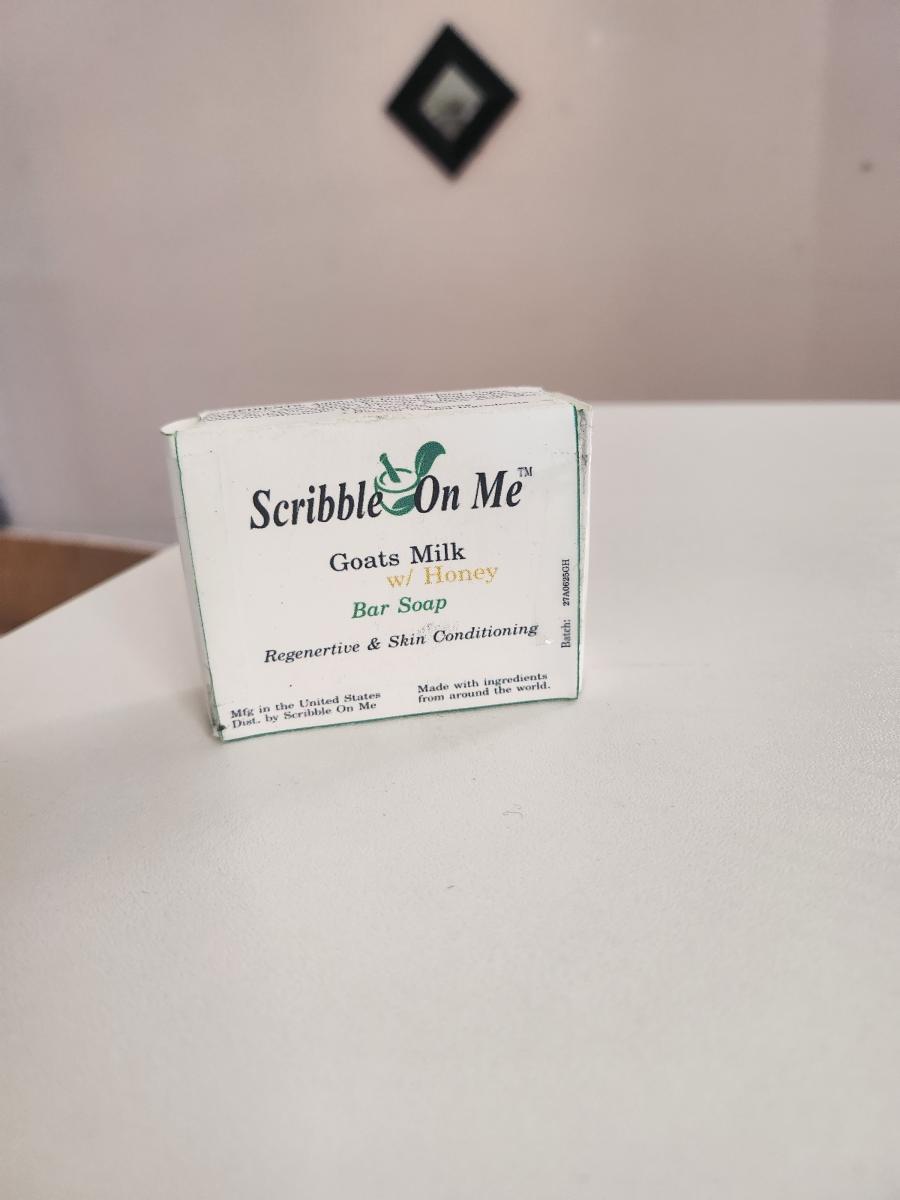 Scribble On Me™
Goats Milk
w/ Honey
Bar Soap
Regenertive & Skin Conditioning
Batch: 27A0625GH
Mfg in the United States
Dist. by Scribble On Me
Made with ingredients
from around the world.